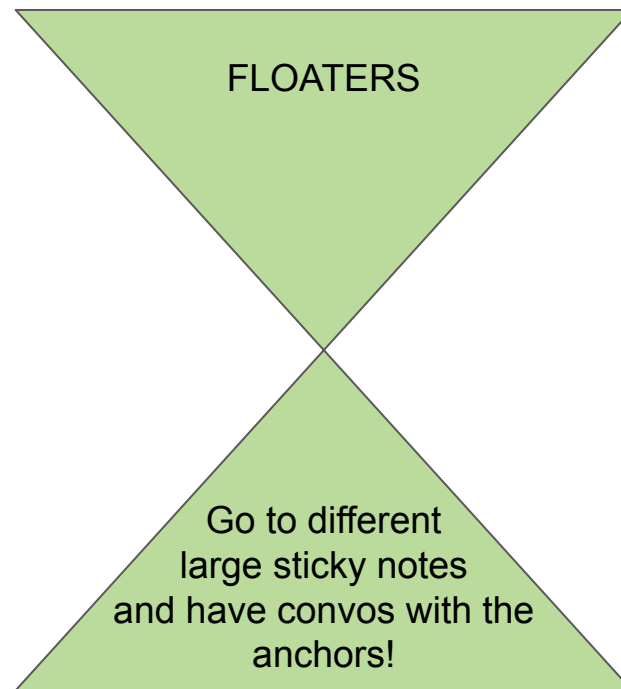 FLOATERS
Go to different
large sticky notes
and have convos with the
anchors!